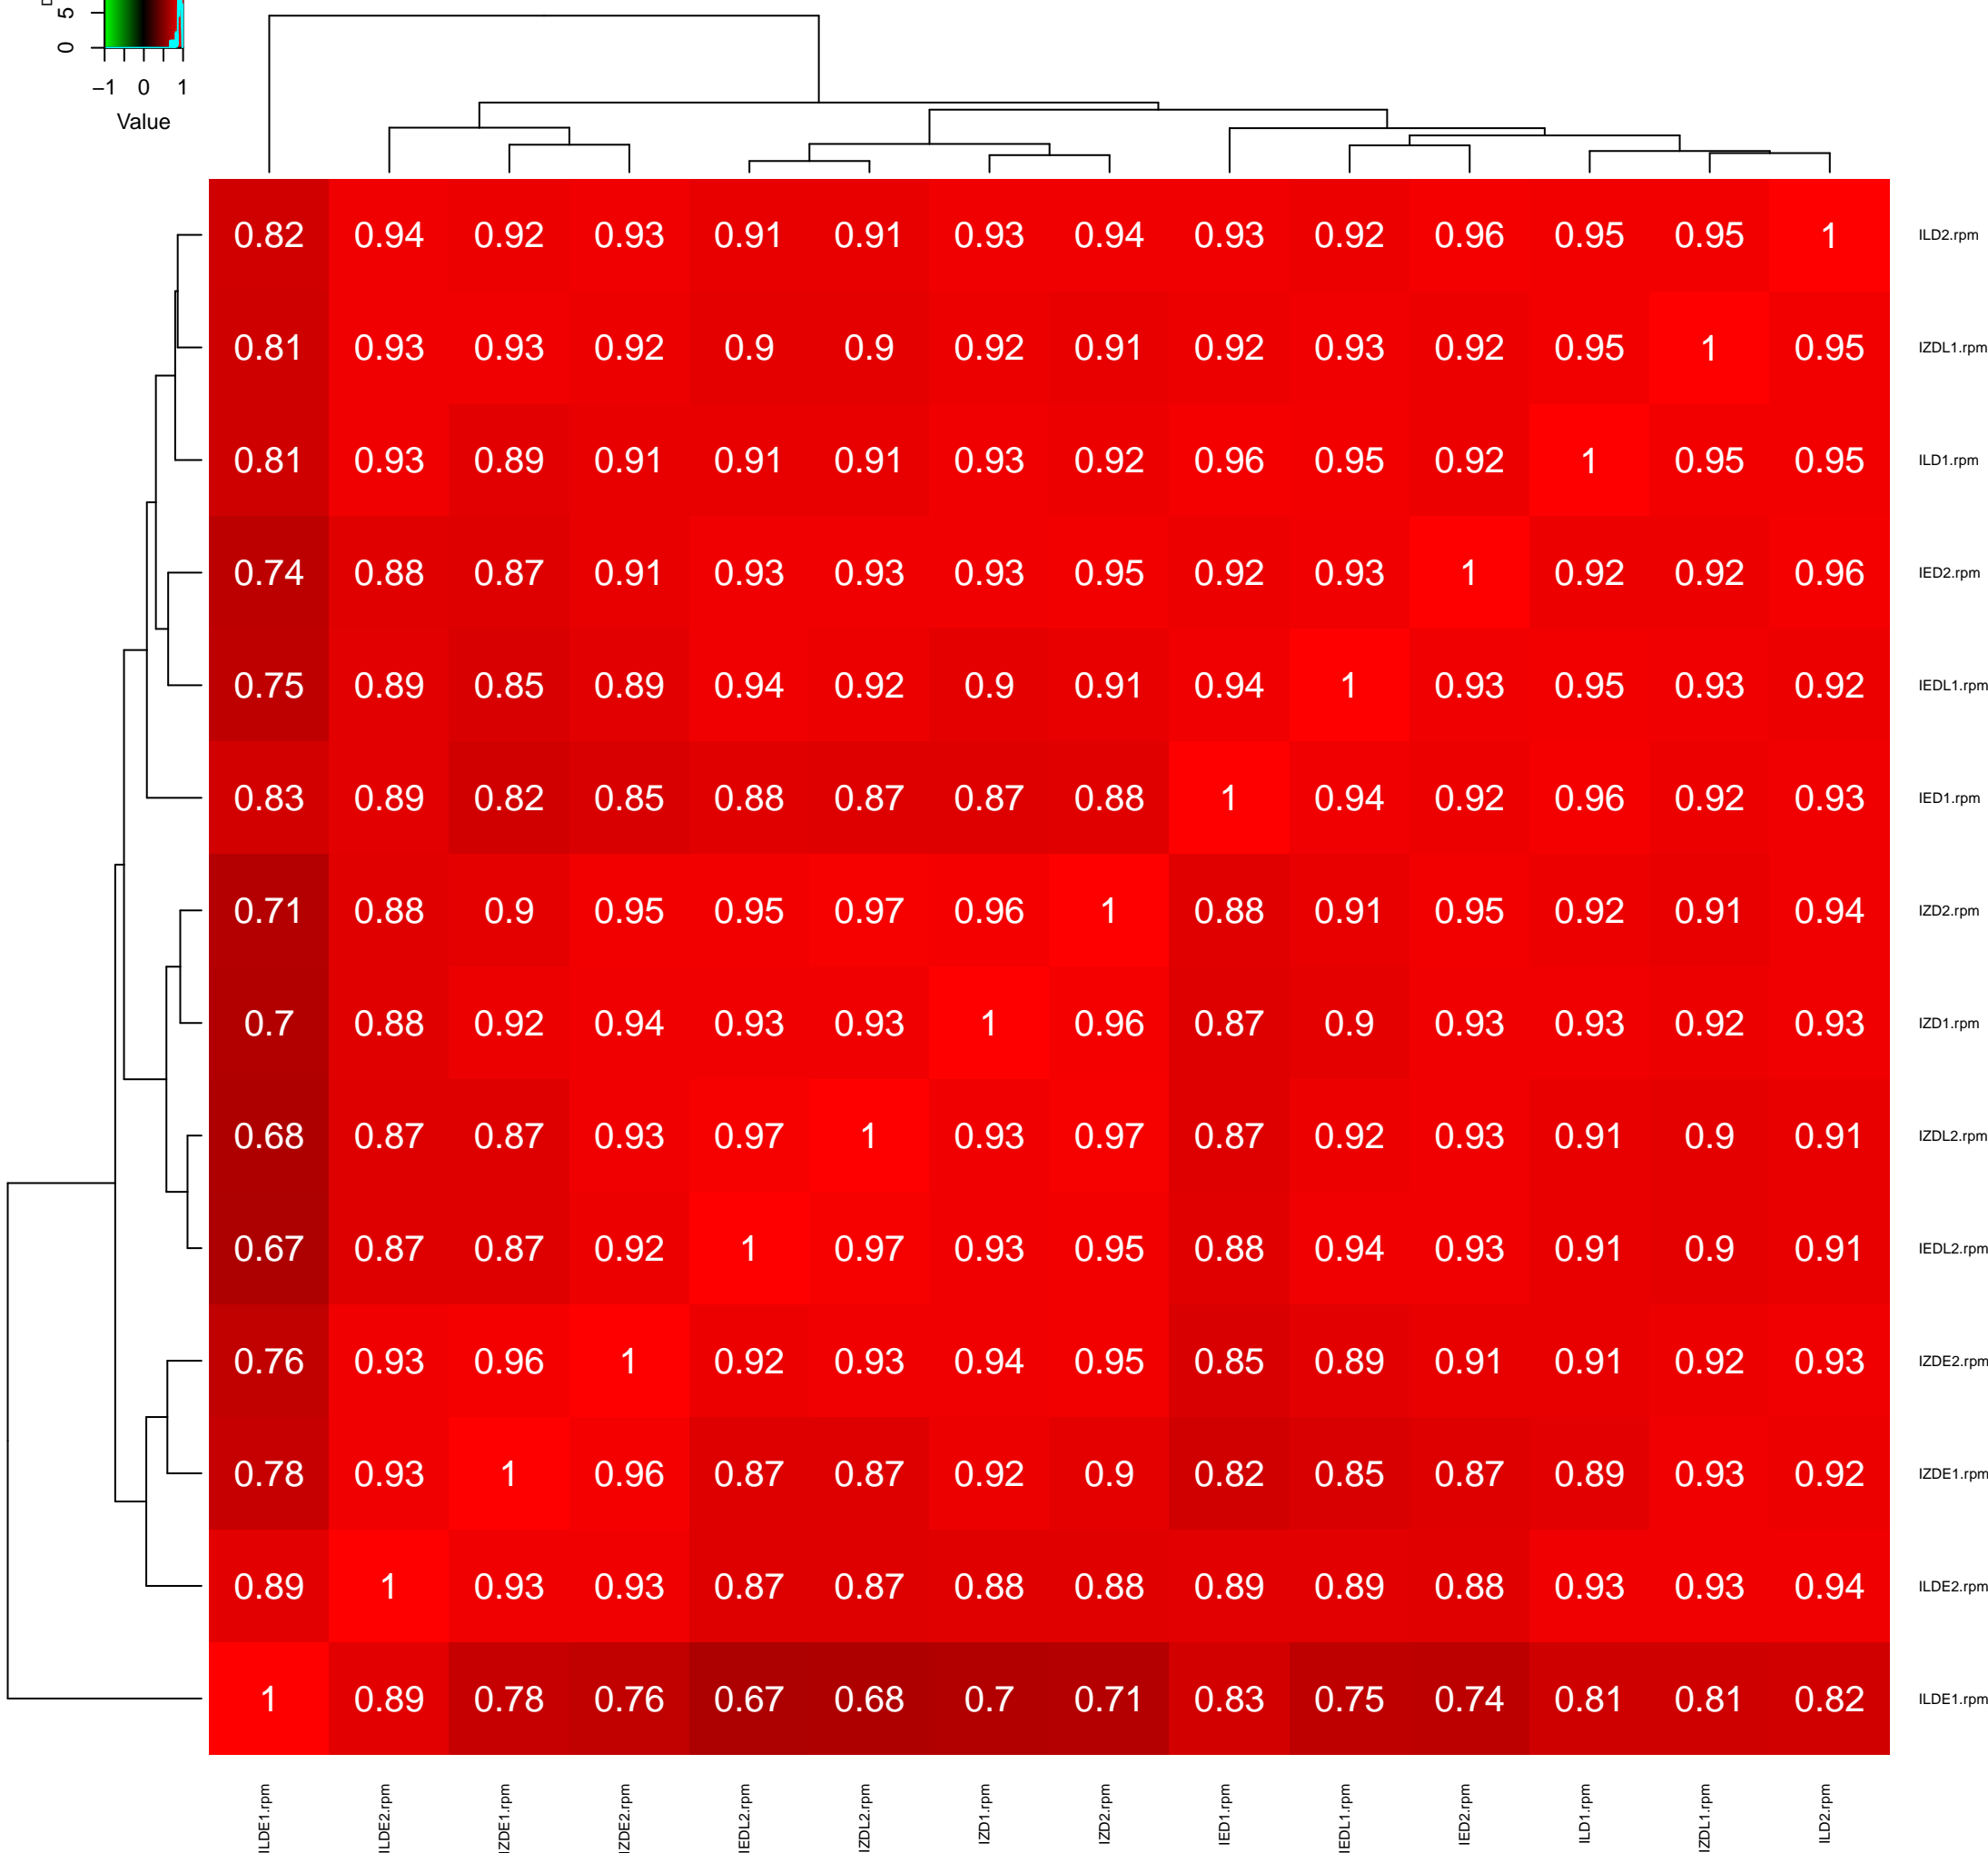 5
0
−1 0 1
Value
0.82 0.94 0.92 0.93 0.91 0.91 0.93 0.94 0.93 0.92 0.96 0.95 0.95 1 ILD2.rpm
0.81 0.93 0.93 0.92 0.9 0.9 0.92 0.91 0.92 0.93 0.92 0.95 1 0.95 IZDL1.rpm
0.81 0.93 0.89 0.91 0.91 0.91 0.93 0.92 0.96 0.95 0.92 1 0.95 0.95 ILD1.rpm
0.74 0.88 0.87 0.91 0.93 0.93 0.93 0.95 0.92 0.93 1 0.92 0.92 0.96 IED2.rpm
0.75 0.89 0.85 0.89 0.94 0.92 0.9 0.91 0.94 1 0.93 0.95 0.93 0.92 IEDL1.rpm
0.83 0.89 0.82 0.85 0.88 0.87 0.87 0.88 1 0.94 0.92 0.96 0.92 0.93 IED1.rpm
0.71 0.88 0.9 0.95 0.95 0.97 0.96 1 0.88 0.91 0.95 0.92 0.91 0.94 IZD2.rpm
0.7 0.88 0.92 0.94 0.93 0.93 1 0.96 0.87 0.9 0.93 0.93 0.92 0.93 IZD1.rpm
0.68 0.87 0.87 0.93 0.97 1 0.93 0.97 0.87 0.92 0.93 0.91 0.9 0.91 IZDL2.rpm
0.67 0.87 0.87 0.92 1 0.97 0.93 0.95 0.88 0.94 0.93 0.91 0.9 0.91 IEDL2.rpm
0.76 0.93 0.96 1 0.92 0.93 0.94 0.95 0.85 0.89 0.91 0.91 0.92 0.93 IZDE2.rpm
0.78 0.93 1 0.96 0.87 0.87 0.92 0.9 0.82 0.85 0.87 0.89 0.93 0.92 IZDE1.rpm
0.89 1 0.93 0.93 0.87 0.87 0.88 0.88 0.89 0.89 0.88 0.93 0.93 0.94 ILDE2.rpm
1 0.89 0.78 0.76 0.67 0.68 0.7 0.71 0.83 0.75 0.74 0.81 0.81 0.82 ILDE1.rpm
ILDE1.rpm ILDE2.rpm IZDE1.rpm IZDE2.rpm IEDL2.rpm IZDL2.rpm IZD1.rpm IZD2.rpm IED1.rpm IEDL1.rpm IED2.rpm ILD1.rpm IZDL1.rpm ILD2.rpm